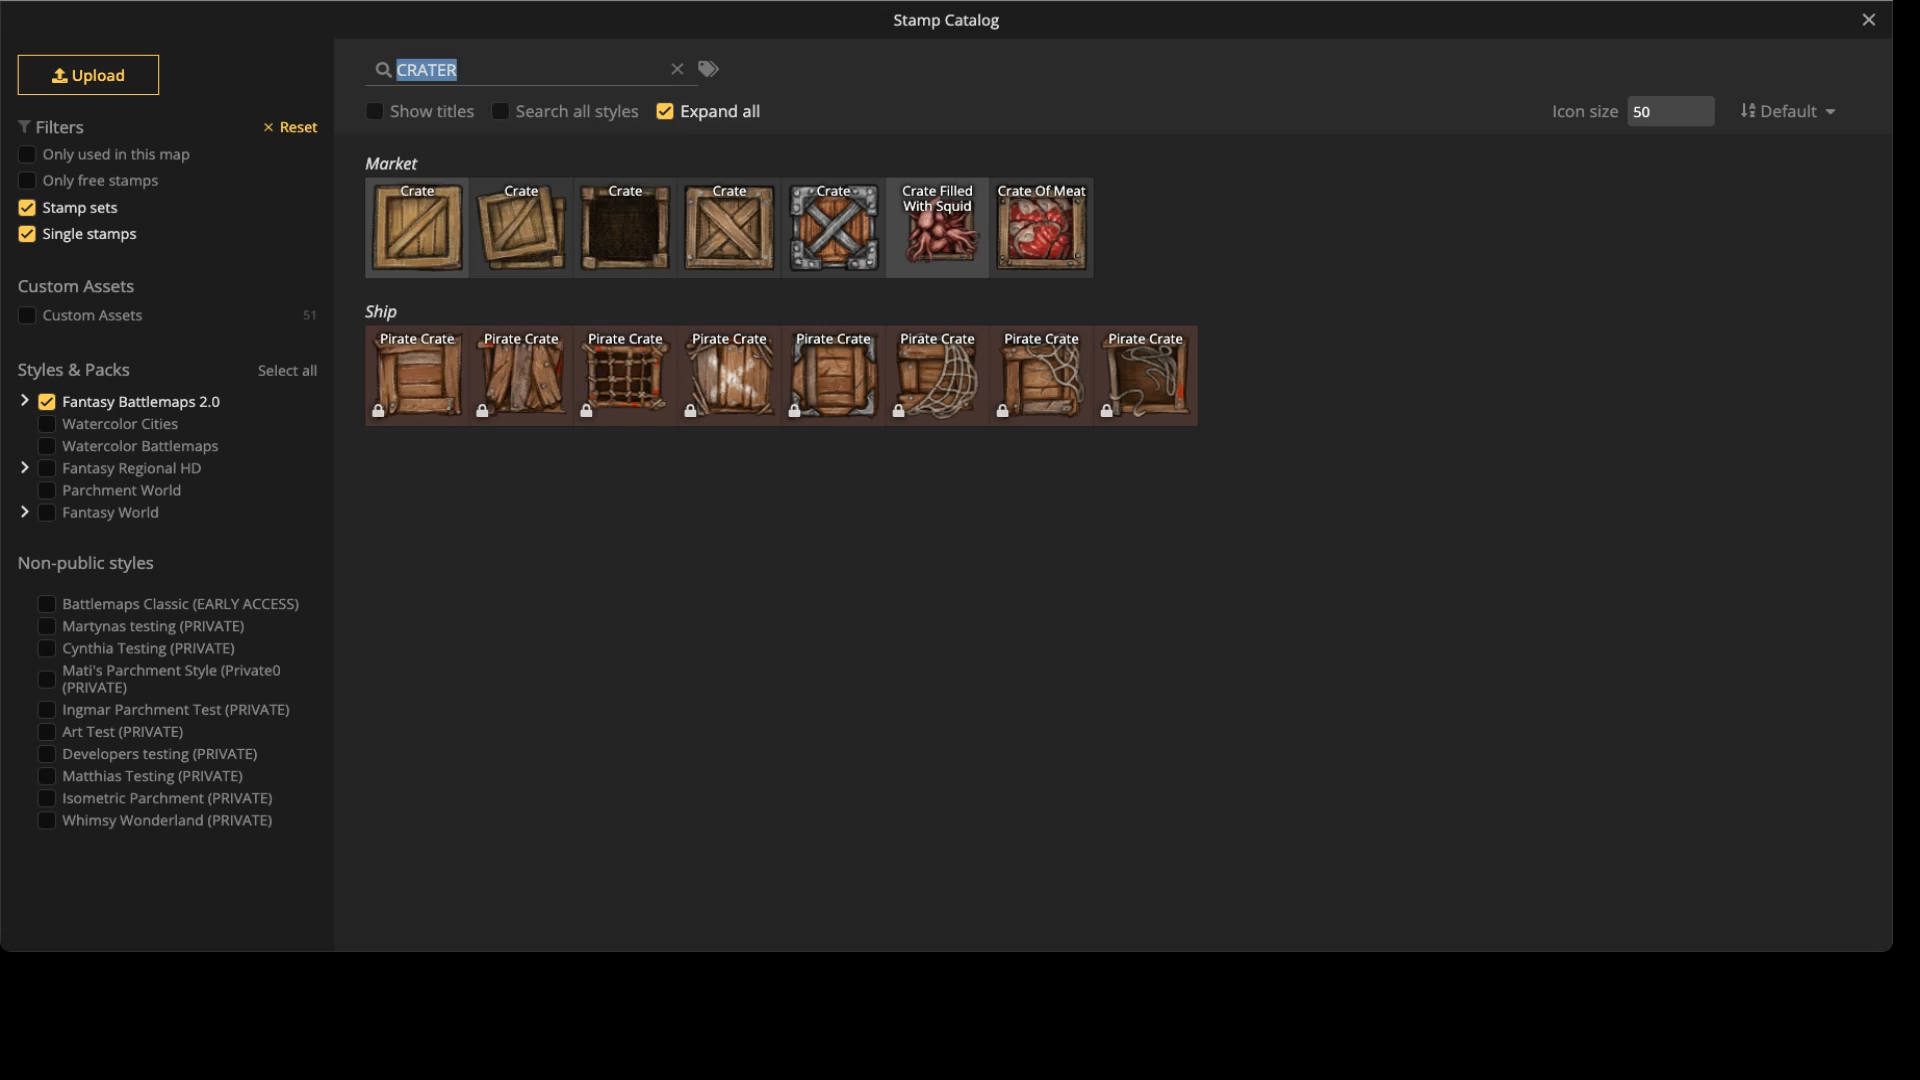 Stamp Catalog
Upload
CRATER
Show titles
Search all styles
Expand all
Icon size
50
Default
Filters
Reset
Only used in this map
Only free stamps
Stamp sets
Single stamps
Custom Assets
Custom Assets
51
Styles & Packs
Select all
Fantasy Battlemaps 2.0
Watercolor Cities
Watercolor Battlemaps
Fantasy Regional HD
Parchment World
Fantasy World
Non-public styles
Battlemaps Classic (EARLY ACCESS)
Martynas testing (PRIVATE)
Cynthia Testing (PRIVATE)
Mati's Parchment Style (Private0
(PRIVATE)
Ingmar Parchment Test (PRIVATE)
Art Test (PRIVATE)
Developers testing (PRIVATE)
Matthias Testing (PRIVATE)
Isometric Parchment (PRIVATE)
Whimsy Wonderland (PRIVATE)
Market
Crate
Crate
Crate
Crate
Crate
Crate Filled
With Squid
Crate Of Meat
Ship
Pirate Crate
Pirate Crate
Pirate Crate
Pirate Crate
Pirate Crate
Pirate Crate
Pirate Crate
Pirate Crate